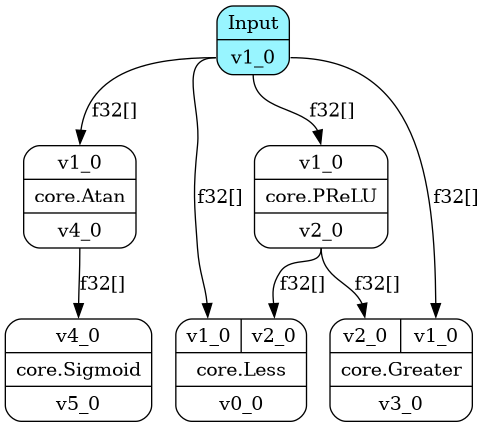 Input
v1_0
f32[]
f32[]
v1_0
core.Atan
v4_0
v1_0
core.PReLU
v2_0
f32[]
f32[]
f32[]
f32[]
f32[]
v4_0
core.Sigmoid
v5_0
v1_0 v2_0
core.Less
v0_0
v2_0 v1_0
core.Greater
v3_0